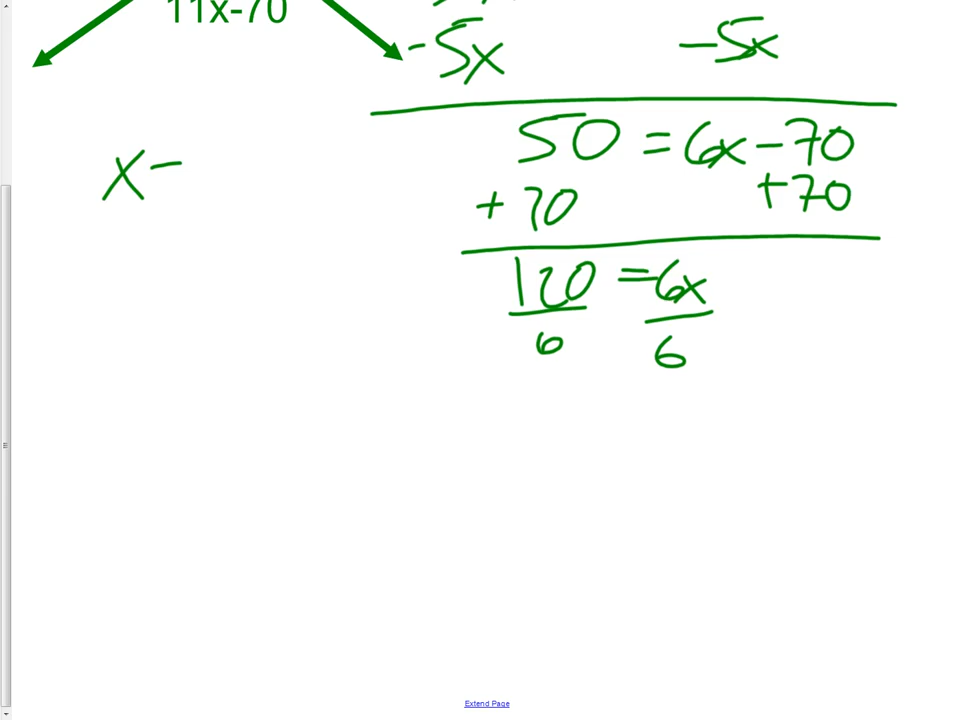 11x-70
-5x -5x
50 = 6x - 70
x -
+ 70 +70
120 = 6x
6 6
Extend Page